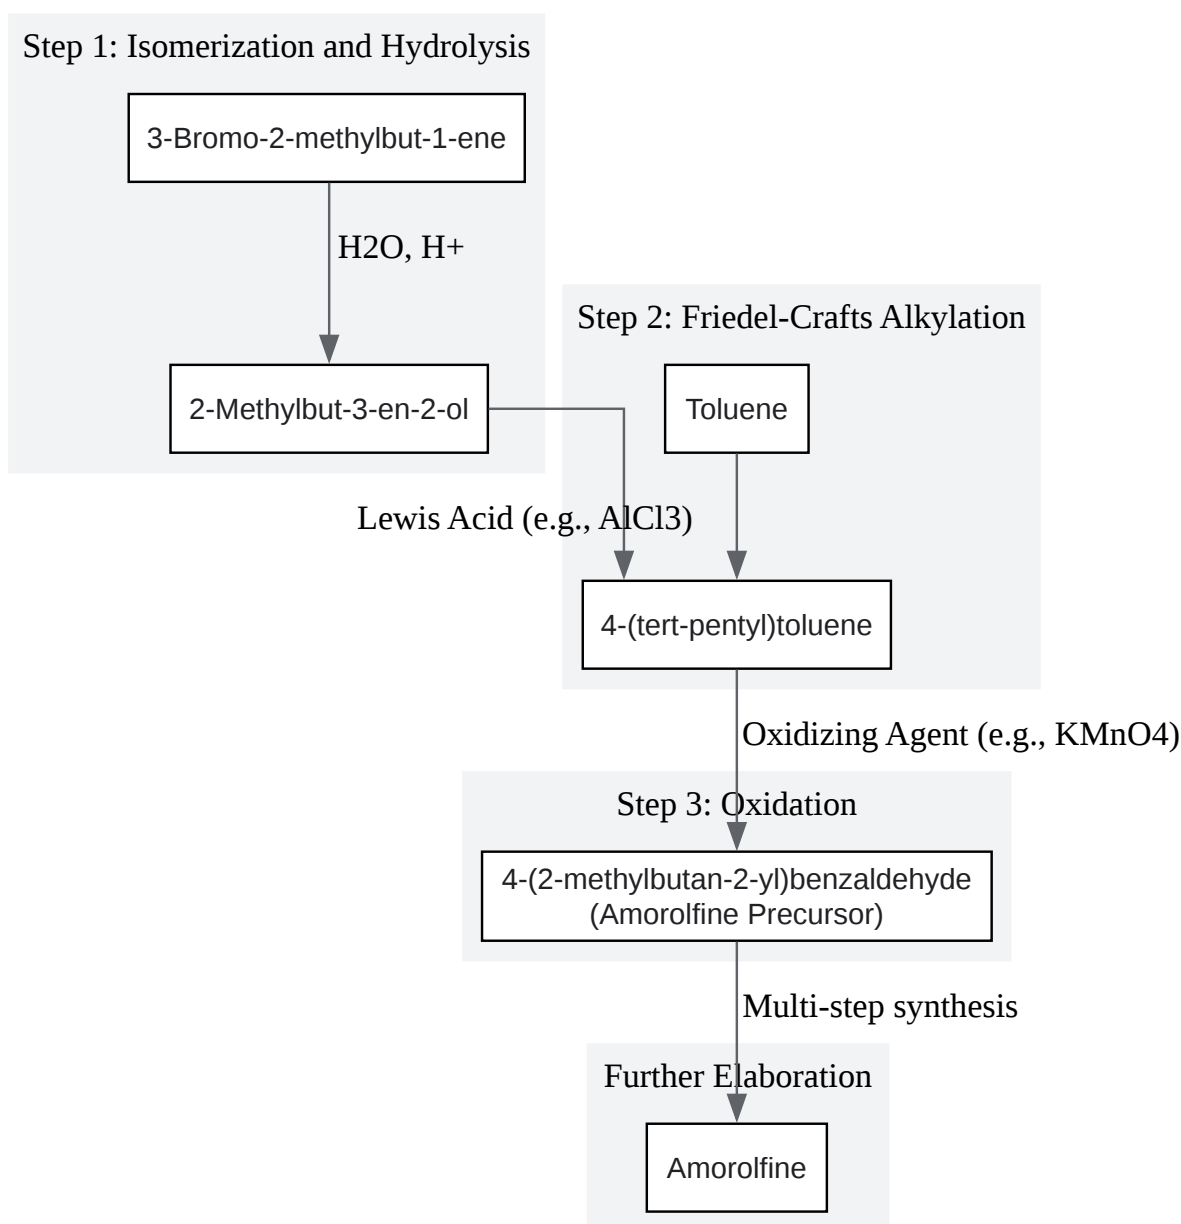 Step 1: Isomerization and Hydrolysis
3-Bromo-2-methylbut-1-ene
H2O, H+
2-Methylbut-3-en-2-ol
Step 2: Friedel-Crafts Alkylation
Toluene
Lewis Acid (e.g., AlCl3)
4-(tert-pentyl)toluene
Oxidizing Agent (e.g., KMnO4)
Step 3: Oxidation
4-(2-methylbutan-2-yl)benzaldehyde
(Amorolfine Precursor)
Multi-step synthesis
Further Elaboration
Amorolfine